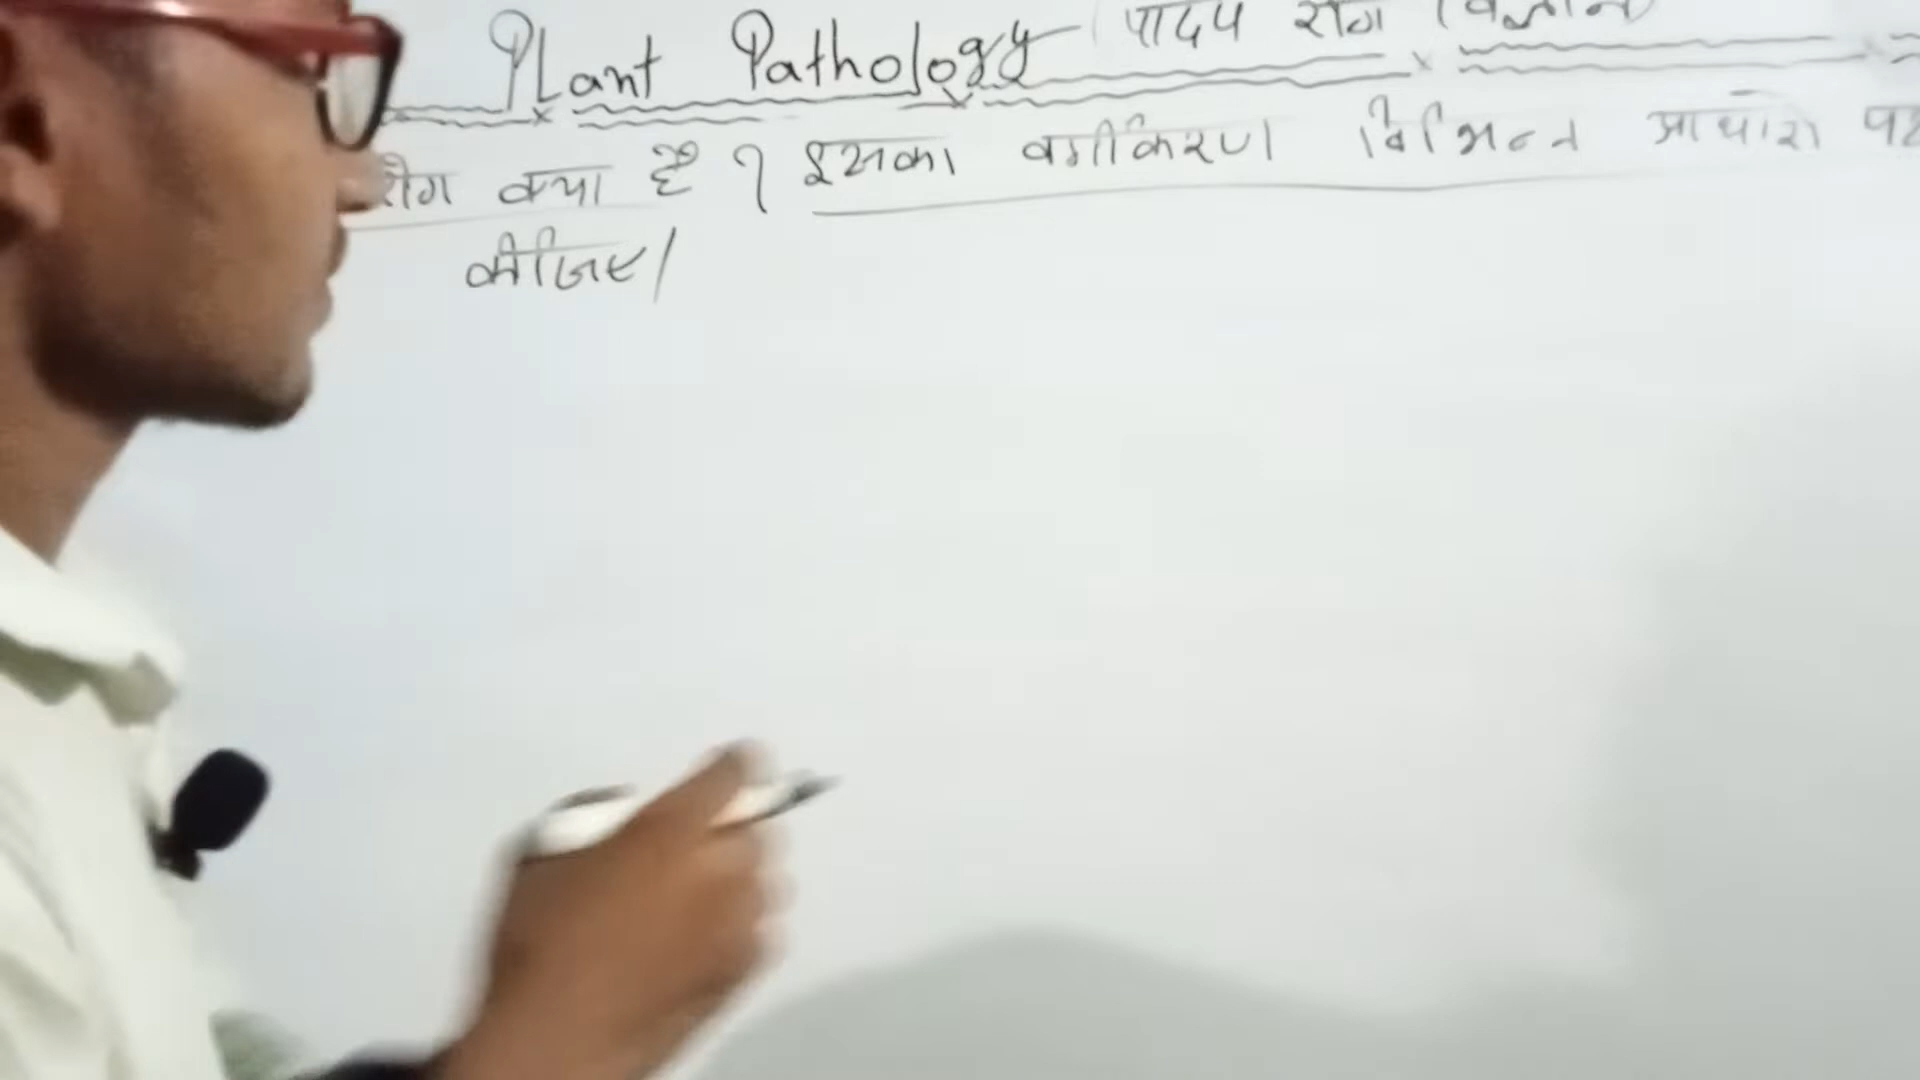 Plant Pathology (पादप रोग विज्ञान)
रोग क्या है ? इसका वर्गीकरण विभिन्न आधारों पर
कीजिए।